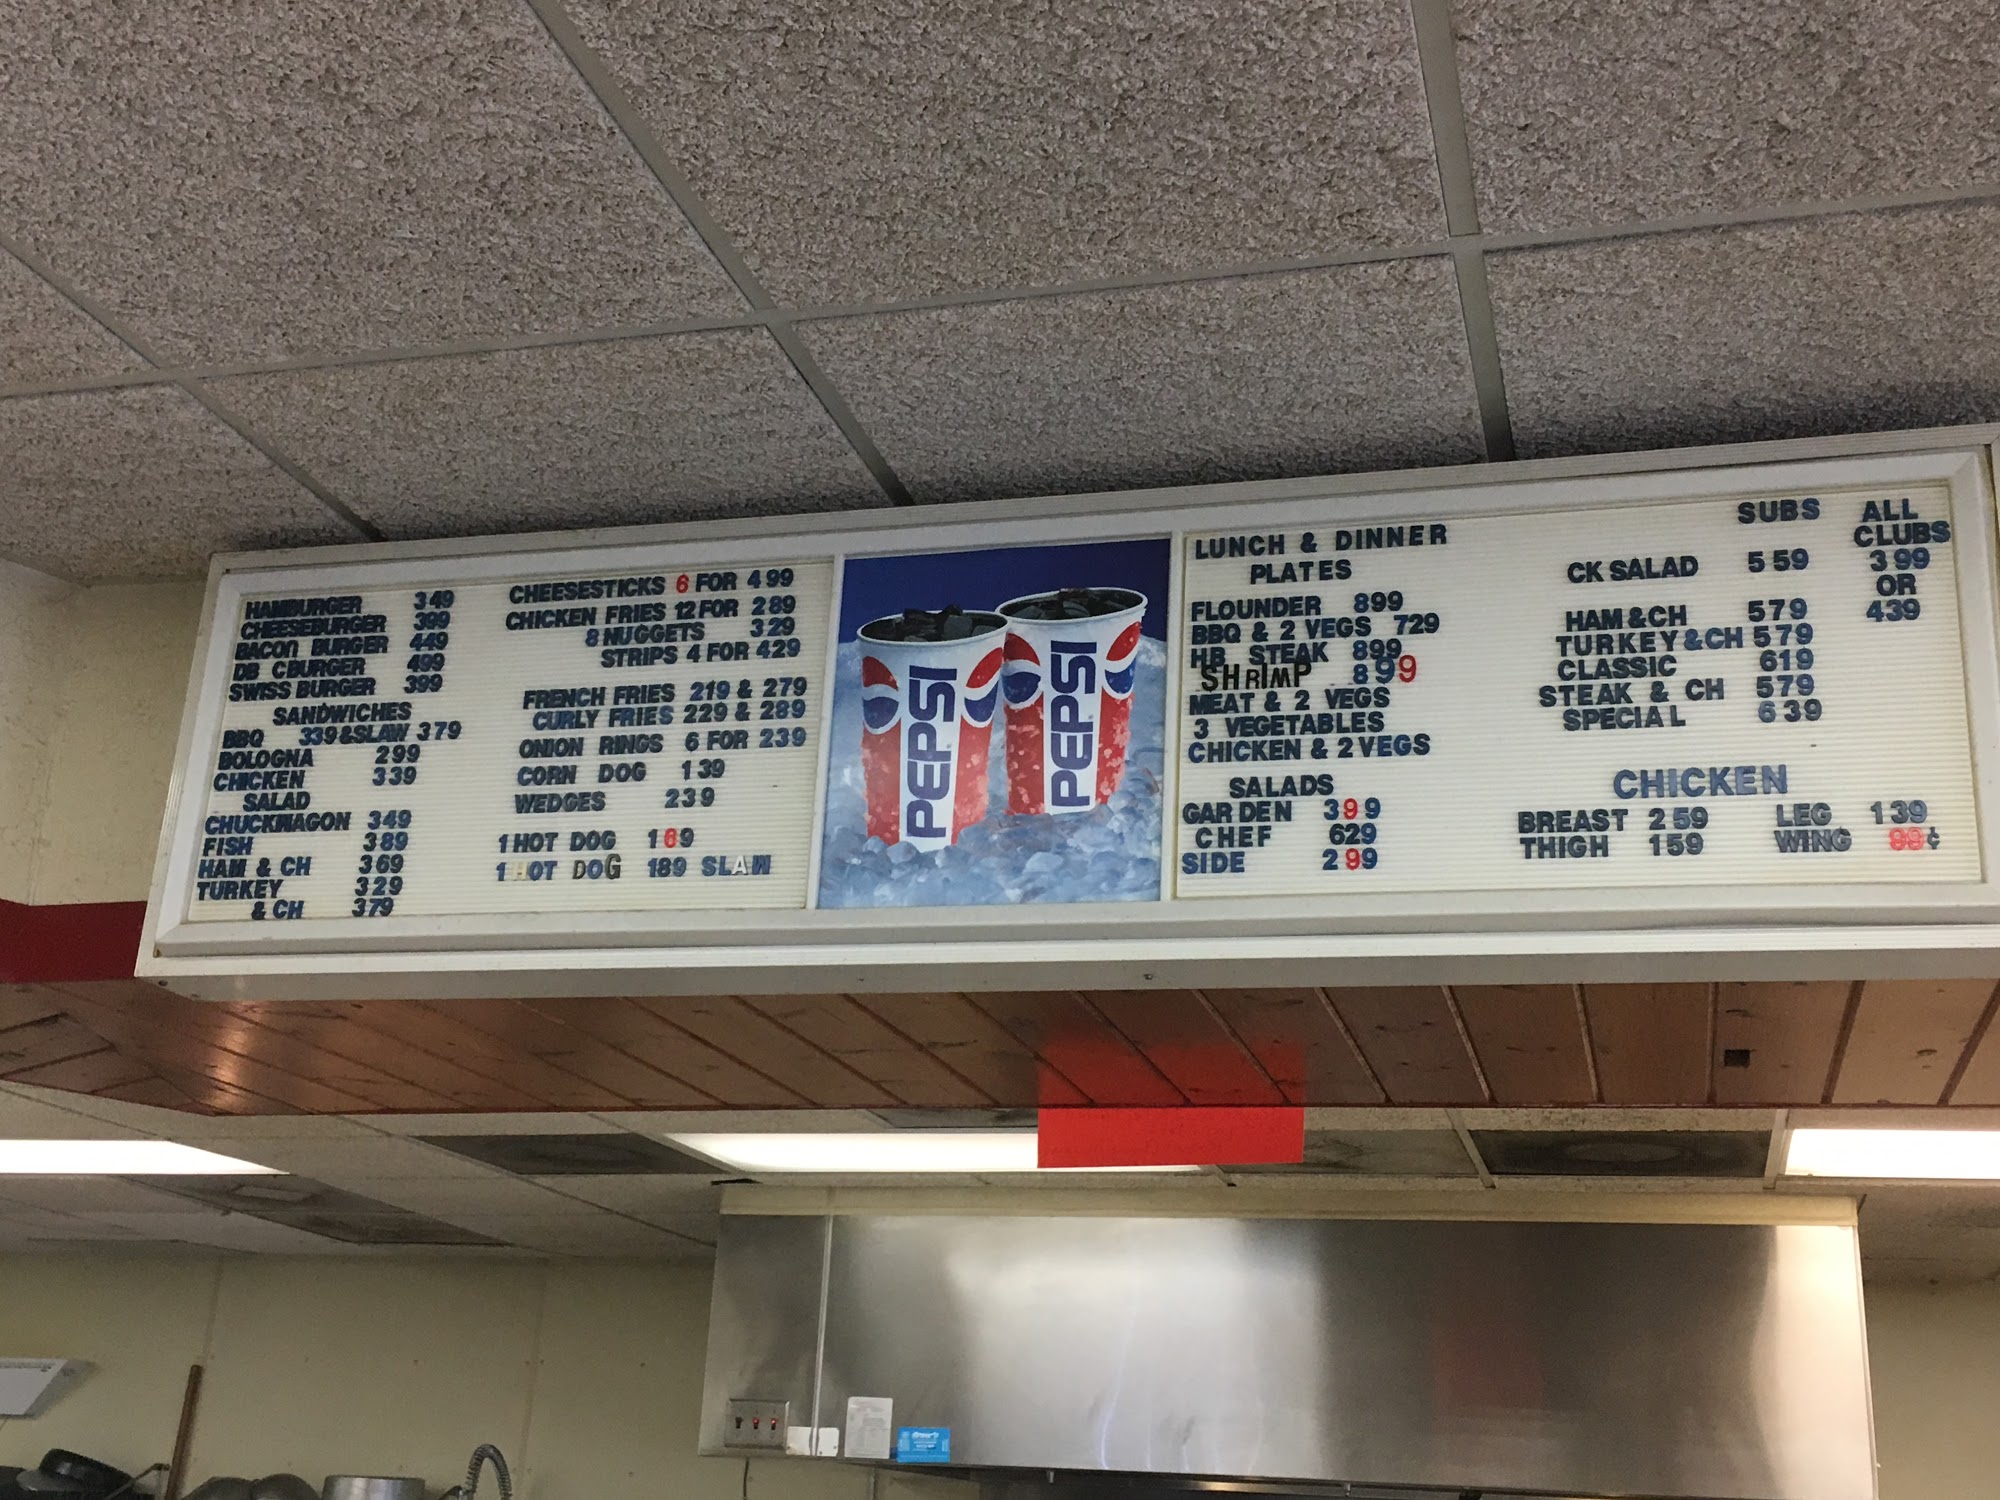 HAMBURGER 349
CHEESEBURGER 399
BACON BURGER 449
DB CBURGER 499
SWISS BURGER 399
SANDWICHES
BBQ 339 & SLAW 379
BOLOGNA 299
CHICKEN 339
SALAD
CHUCKWAGON 349
FISH 389
HAM & CH 369
TURKEY 329
& CH 379
CHEESESTICKS 6 FOR 499
CHICKEN FRIES 12 FOR 289
8 NUGGETS 329
STRIPS 4 FOR 429
FRENCH FRIES 219 & 279
CURLY FRIES 229 & 289
ONION RINGS 6 FOR 239
CORN DOG 139
WEDGES 239
1 HOT DOG 169
1 HOT DOG 189 SLAW
PEPSI
PEPSI
LUNCH & DINNER
PLATES
FLOUNDER 899
BBQ & 2 VEGS 729
HB STEAK 899
SHRIMP 899
MEAT & 2 VEGS
3 VEGETABLES
CHICKEN & 2 VEGS
SALADS
GARDEN 399
CHEF 629
SIDE 299
SUBS
CK SALAD 559
HAM & CH 579
TURKEY & CH 579
CLASSIC 619
STEAK & CH 579
SPECIAL 639
ALL
CLUBS
399
OR
439
CHICKEN
BREAST 259 LEG 139
THIGH 159 WING 99¢